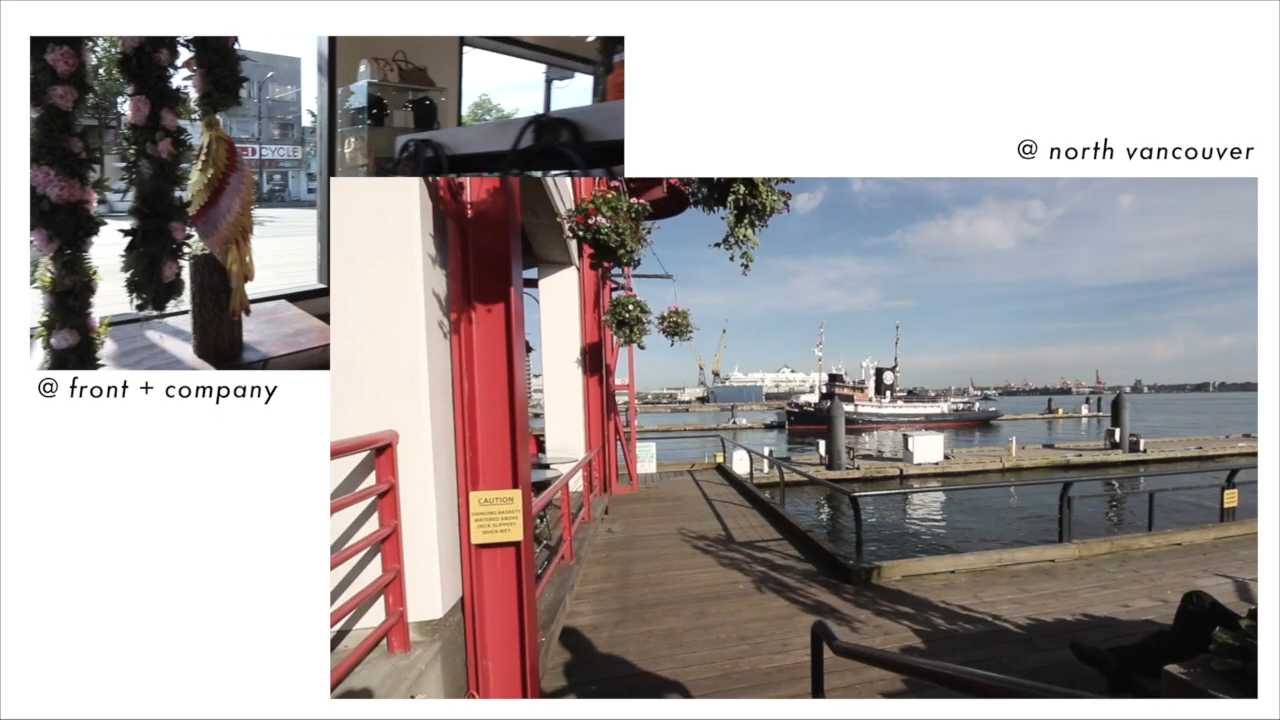 CYCLE
@ north vancouver
@ front + company
CAUTION
HANGING BASKETS
WATERED ABOVE
DECK SLIPPERY
WHEN WET.